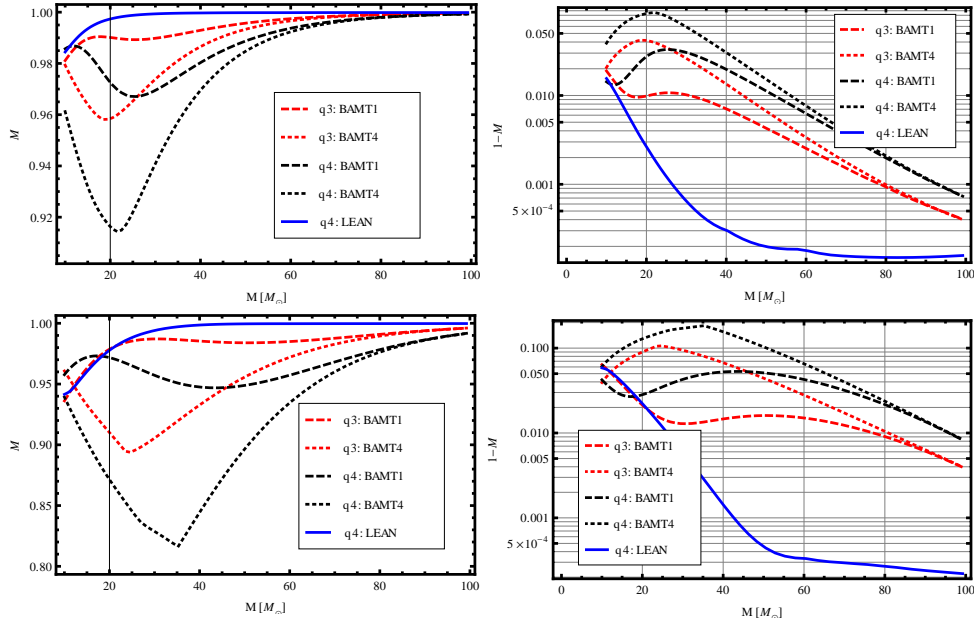 1.00
0.98
0.96
0.94
0.92
M
q3: BAMT1
q3: BAMT4
q4: BAMT1
q4: BAMT4
q4: LEAN
20 40 60 80 100
M [M⊙]
0.050
0.010
0.005
0.001
5×10⁻⁴
1−M
q3: BAMT1
q3: BAMT4
q4: BAMT1
q4: BAMT4
q4: LEAN
0 20 40 60 80 100
M [M⊙]
1.00
0.95
0.90
0.85
0.80
M
q3: BAMT1
q3: BAMT4
q4: BAMT1
q4: BAMT4
q4: LEAN
20 40 60 80 100
M [M⊙]
0.100
0.050
0.010
0.005
0.001
5×10⁻⁴
1−M
q3: BAMT1
q3: BAMT4
q4: BAMT1
q4: BAMT4
q4: LEAN
0 20 40 60 80 100
M [M⊙]